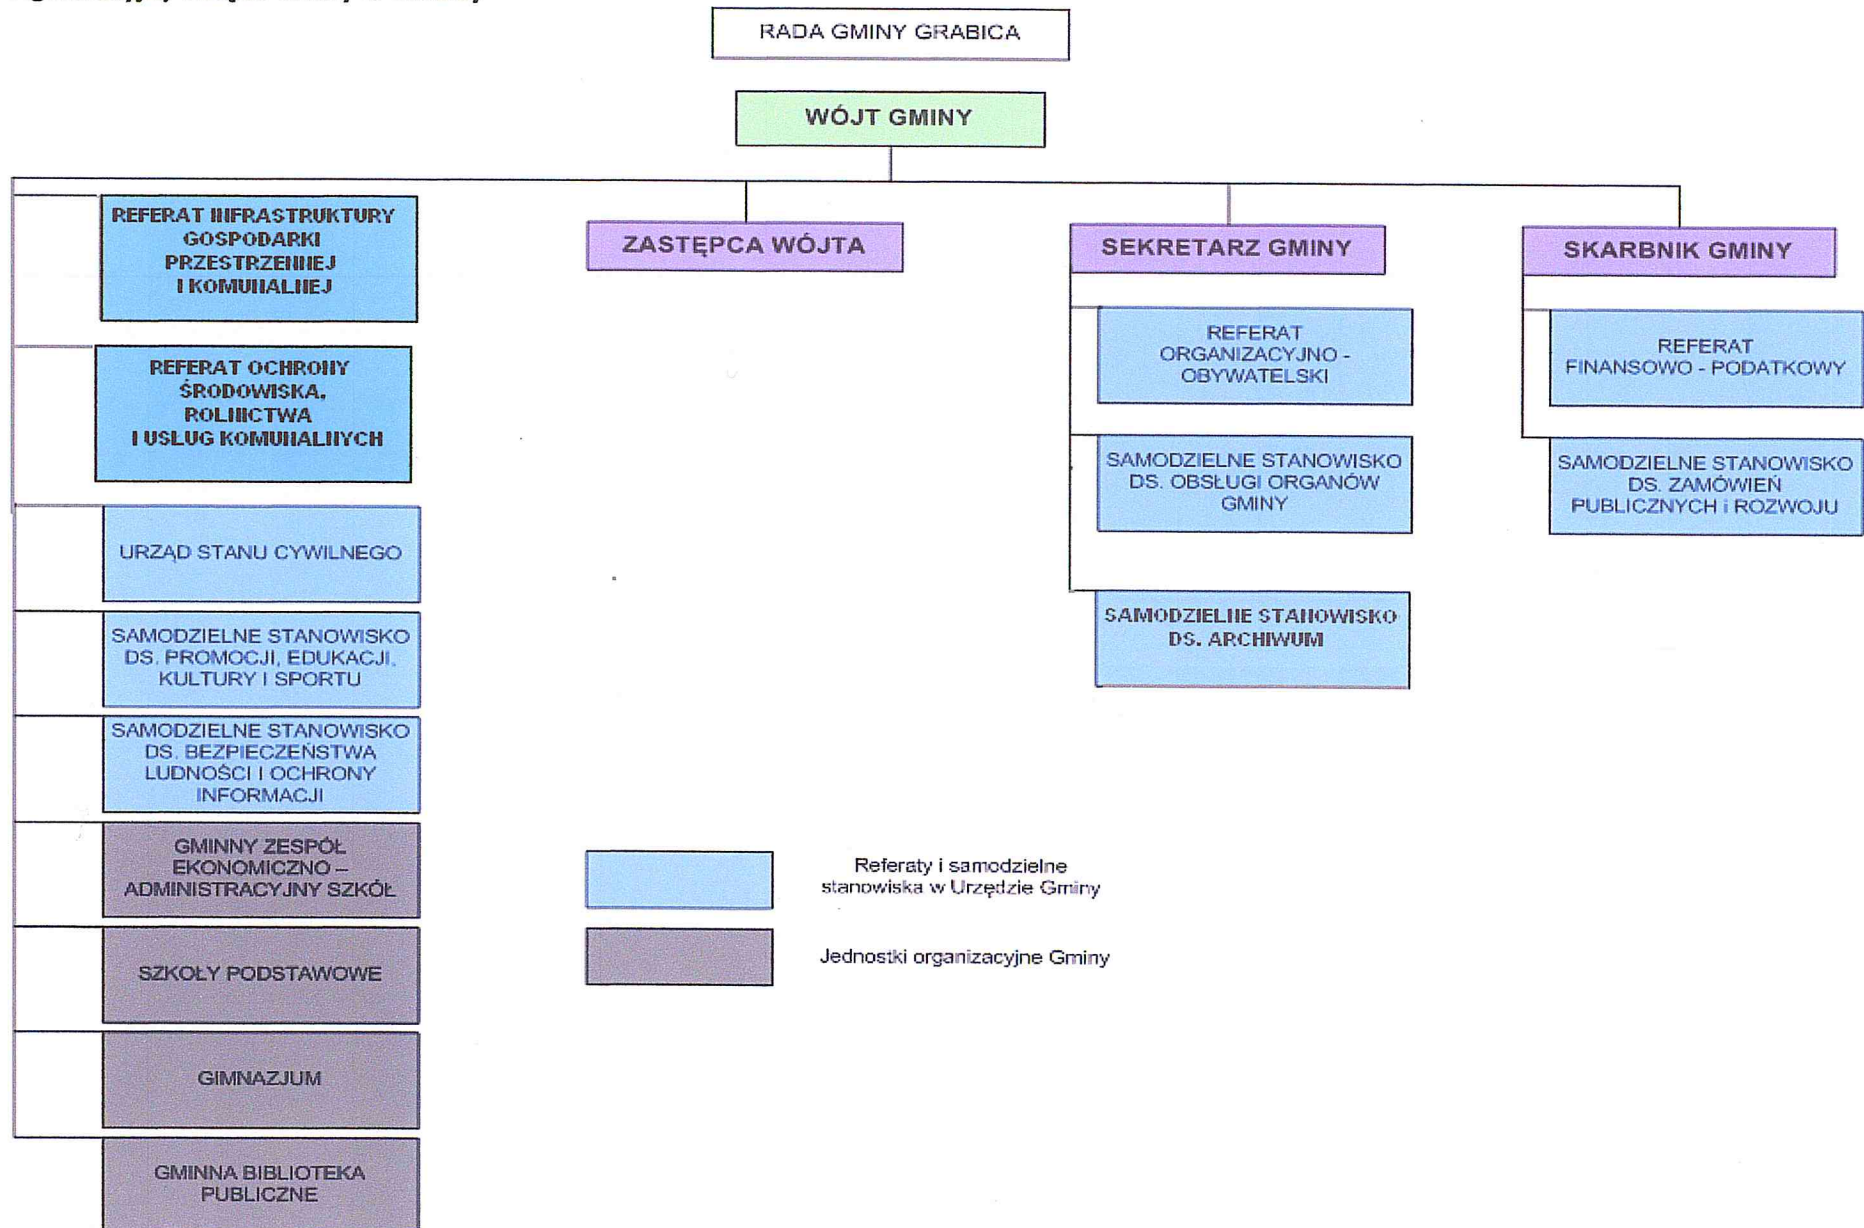 RADA GMINY GRABICA
WÓJT GMINY
REFERAT INFRASTRUKTURY
GOSPODARKI
PRZESTRZENNEJ
I KOMUNALNEJ
ZASTĘPCA WÓJTA
SEKRETARZ GMINY
SKARBNIK GMINY
REFERAT OCHRONY
ŚRODOWISKA,
ROLNICTWA
I USŁUG KOMUNALNYCH
REFERAT
ORGANIZACYJNO -
OBYWATELSKI
REFERAT
FINANSOWO - PODATKOWY
SAMODZIELNE STANOWISKO
DS. OBSŁUGI ORGANÓW
GMINY
SAMODZIELNE STANOWISKO
DS. ZAMÓWIEŃ
PUBLICZNYCH i ROZWOJU
URZĄD STANU CYWILNEGO
SAMODZIELNE STANOWISKO
DS. ARCHIWUM
SAMODZIELNE STANOWISKO
DS. PROMOCJI, EDUKACJI,
KULTURY I SPORTU
SAMODZIELNE STANOWISKO
DS. BEZPIECZEŃSTWA
LUDNOŚCI I OCHRONY
INFORMACJI
GMINNY ZESPÓŁ
EKONOMICZNO –
ADMINISTRACYJNY SZKÓŁ
SZKOŁY PODSTAWOWE
GIMNAZJUM
GMINNA BIBLIOTEKA
PUBLICZNE
Referaty i samodzielne
stanowiska w Urzędzie Gminy
Jednostki organizacyjne Gminy